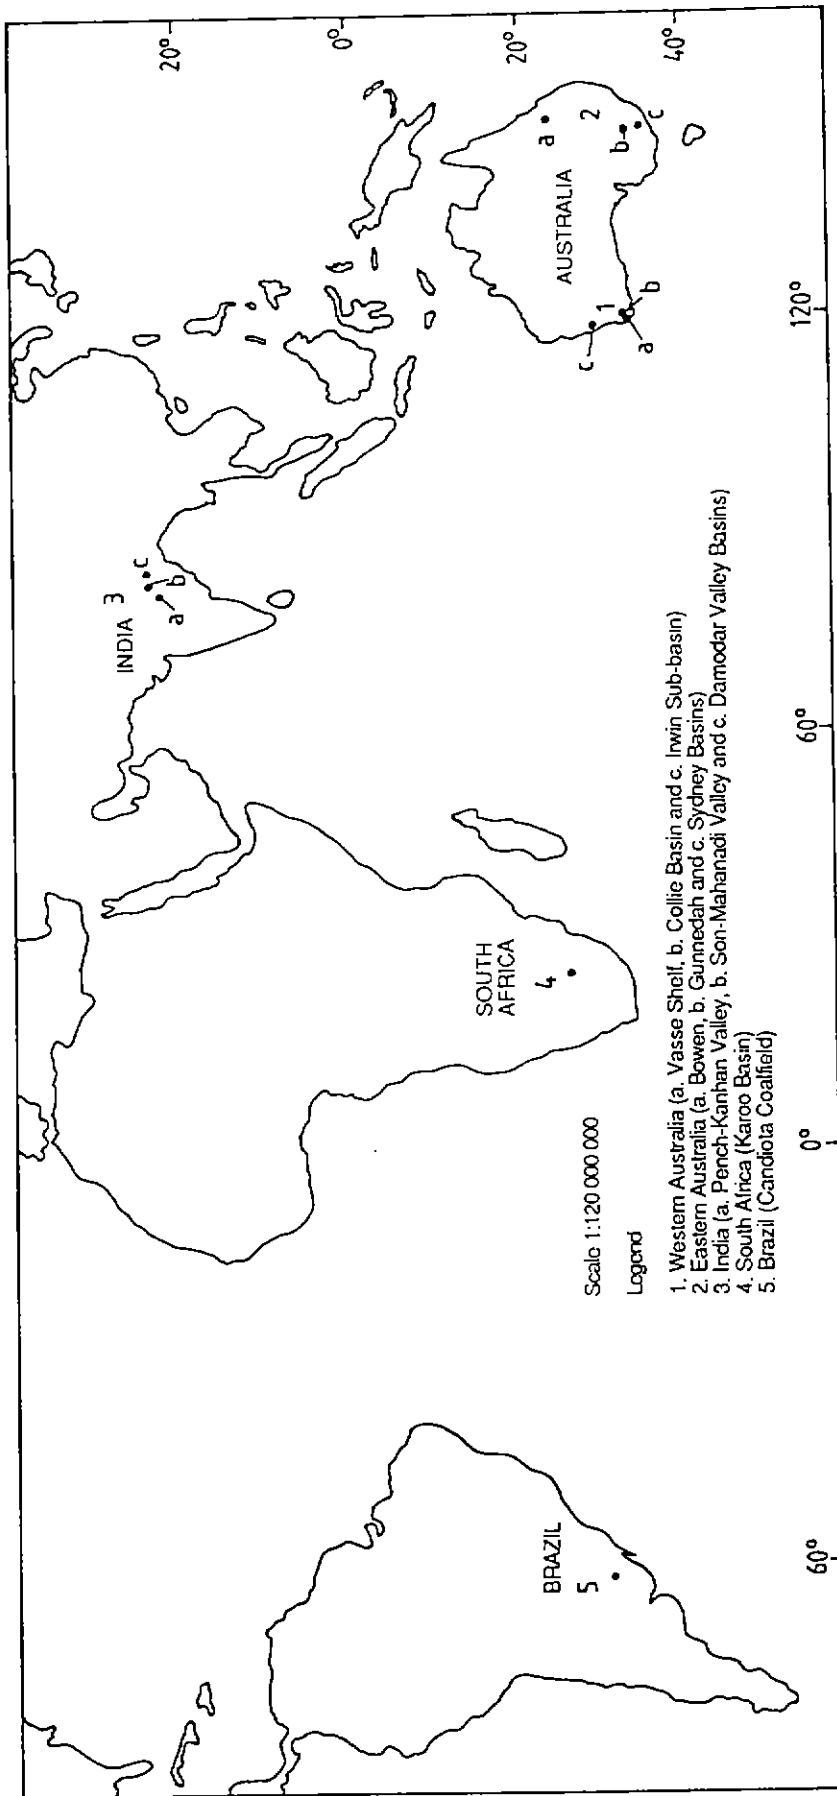 20°
0°
20°
40°
INDIA 3
a
b
c
AUSTRALIA
a
2
b
c
1
c
a
b
SOUTH
AFRICA
4
BRAZIL
5
Scale 1:120 000 000
Legend
1. Western Australia (a. Vasse Shelf, b. Collie Basin and c. Irwin Sub-basin)
2. Eastern Australia (a. Bowen, b. Gunnedah and c. Sydney Basins)
3. India (a. Pench-Kanhan Valley, b. Son-Mahanadi Valley and c. Damodar Valley Basins)
4. South Africa (Karoo Basin)
5. Brazil (Candiota Coalfield)
60°
0°
60°
120°